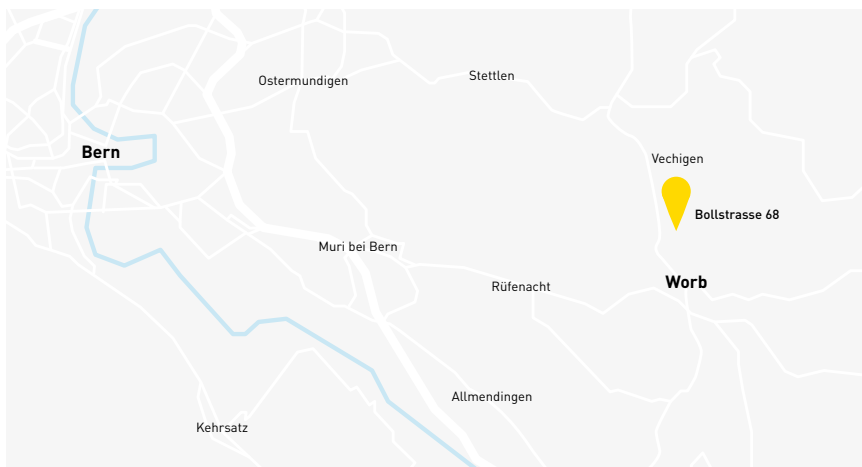 Stettlen
Ostermundigen
Bern
Vechigen
Bollstrasse 68
Muri bei Bern
Worb
Rüfenacht
Allmendingen
Kehrsatz